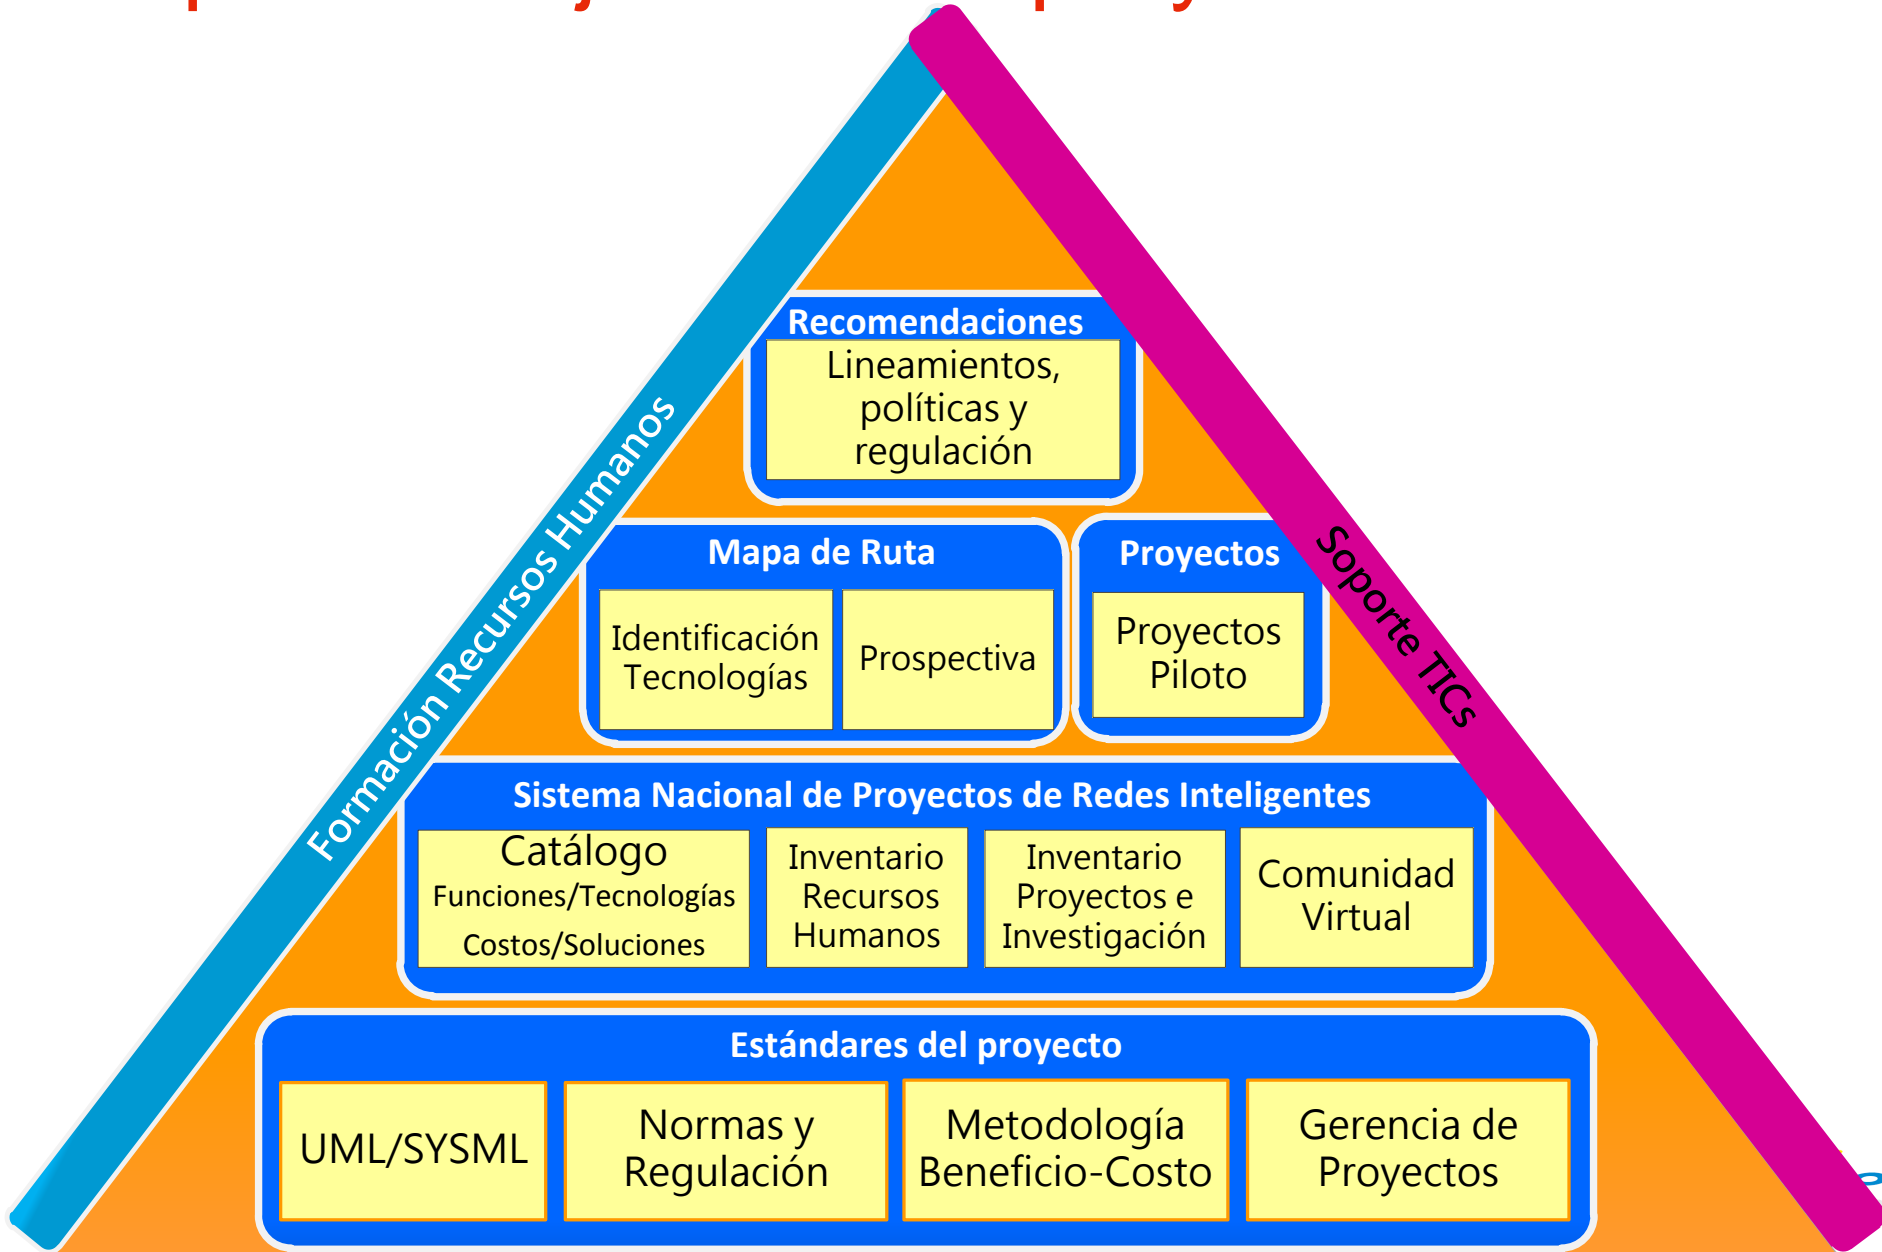 Recomendaciones
Lineamientos,
políticas y
regulación
Mapa de Ruta
Identificación
Tecnologías
Prospectiva
Proyectos
Proyectos
Piloto
Formación Recursos Humanos
Soporte TICs
Sistema Nacional de Proyectos de Redes Inteligentes
Catálogo
Funciones/Tecnologías
Costos/Soluciones
Inventario
Recursos
Humanos
Inventario
Proyectos e
Investigación
Comunidad
Virtual
Estándares del proyecto
UML/SYSML
Normas y
Regulación
Metodología
Beneficio-Costo
Gerencia de
Proyectos